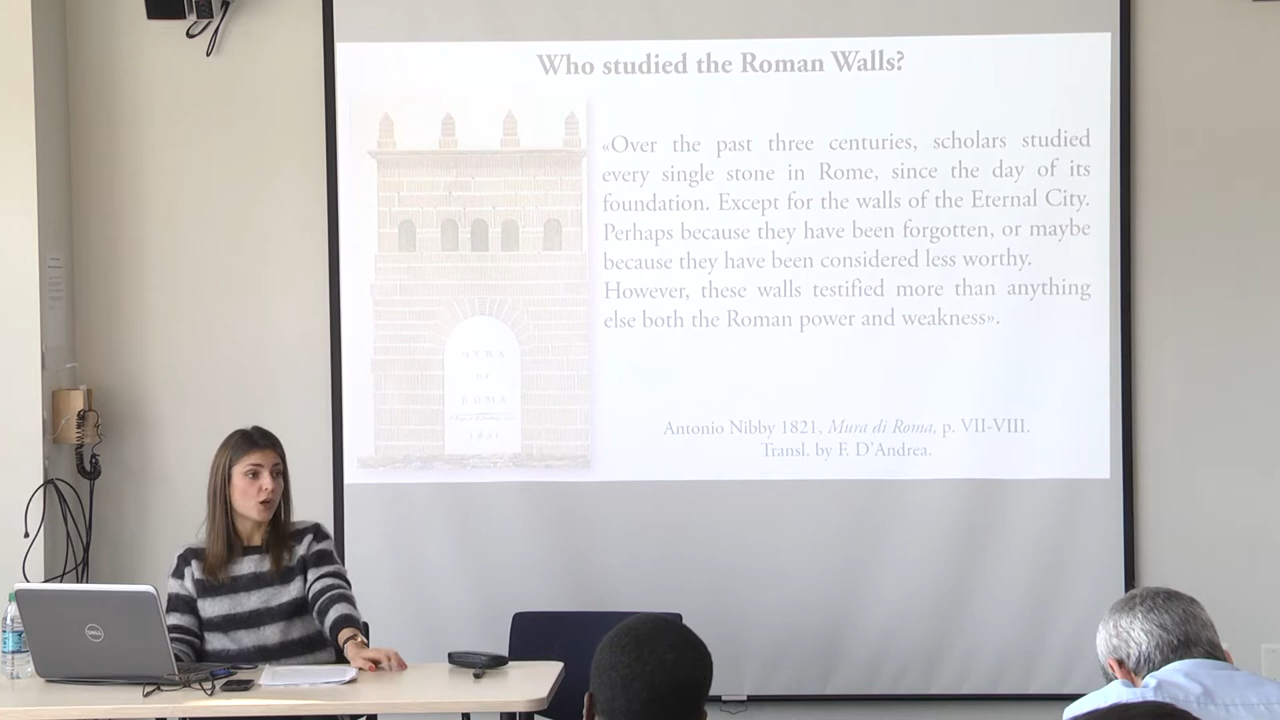 Who studied the Roman Walls?
«Over the past three centuries, scholars studied
every single stone in Rome, since the day of its
foundation. Except for the walls of the Eternal City.
Perhaps because they have been forgotten, or maybe
because they have been considered less worthy.
However, these walls testified more than anything
else both the Roman power and weakness».
MVRA
DI
ROMA
1821
Antonio Nibby 1821, Mura di Roma, p. VII-VIII.
Transl. by F. D'Andrea.
DELL